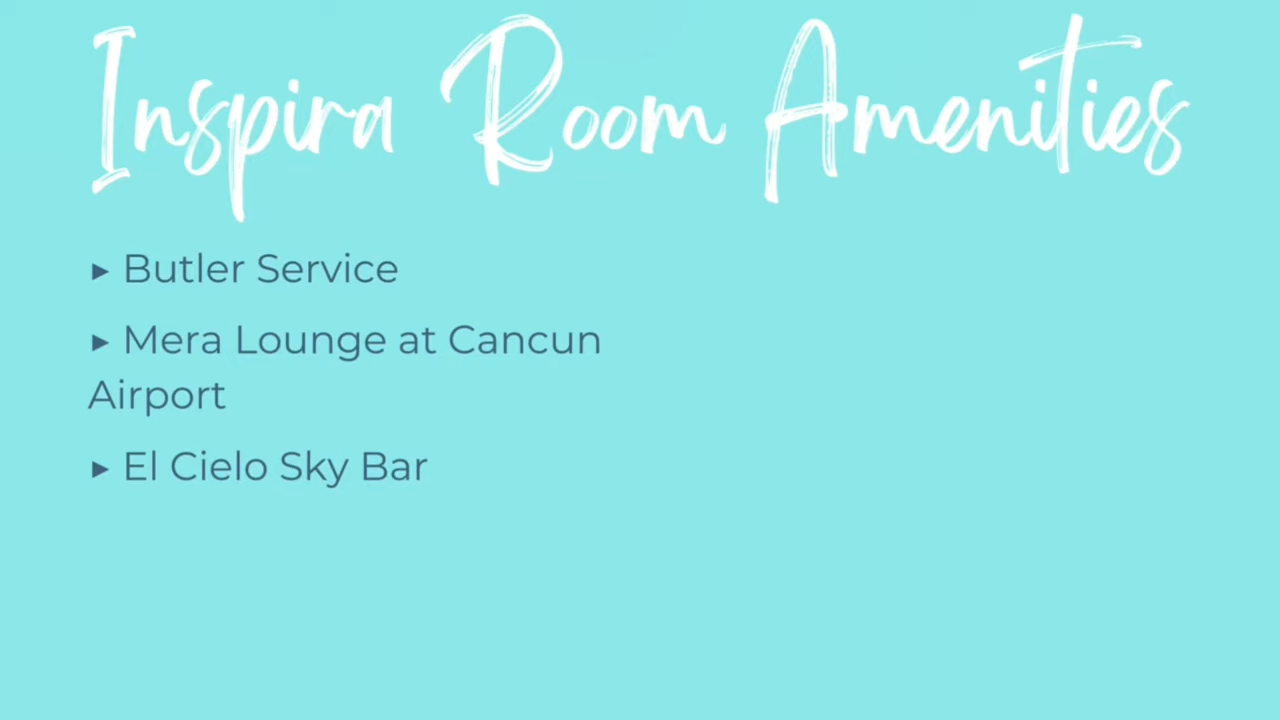 Inspira Room Amenities
▸ Butler Service
▸ Mera Lounge at Cancun
Airport
▸ El Cielo Sky Bar